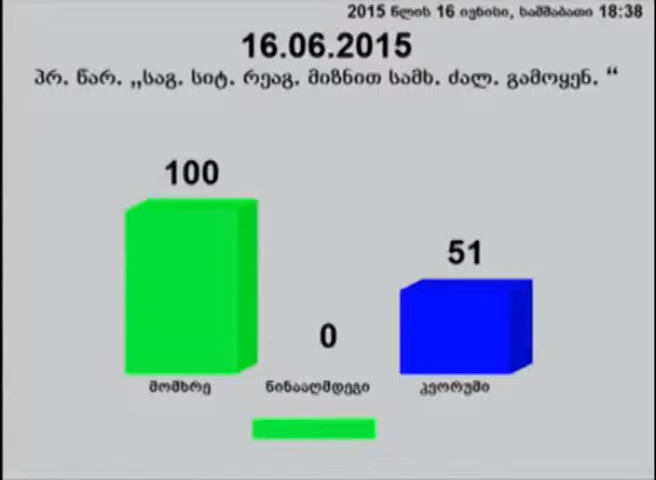 2015 წლის 16 ივნისი, სამშაბათი 18:38
16.06.2015
პრ. წარ. „საგ. სიტ. რეაგ. მიზნით სამხ. ძალ. გამოყენ. “
100
51
0
მომხრე წინააღმდეგი კვორუმი